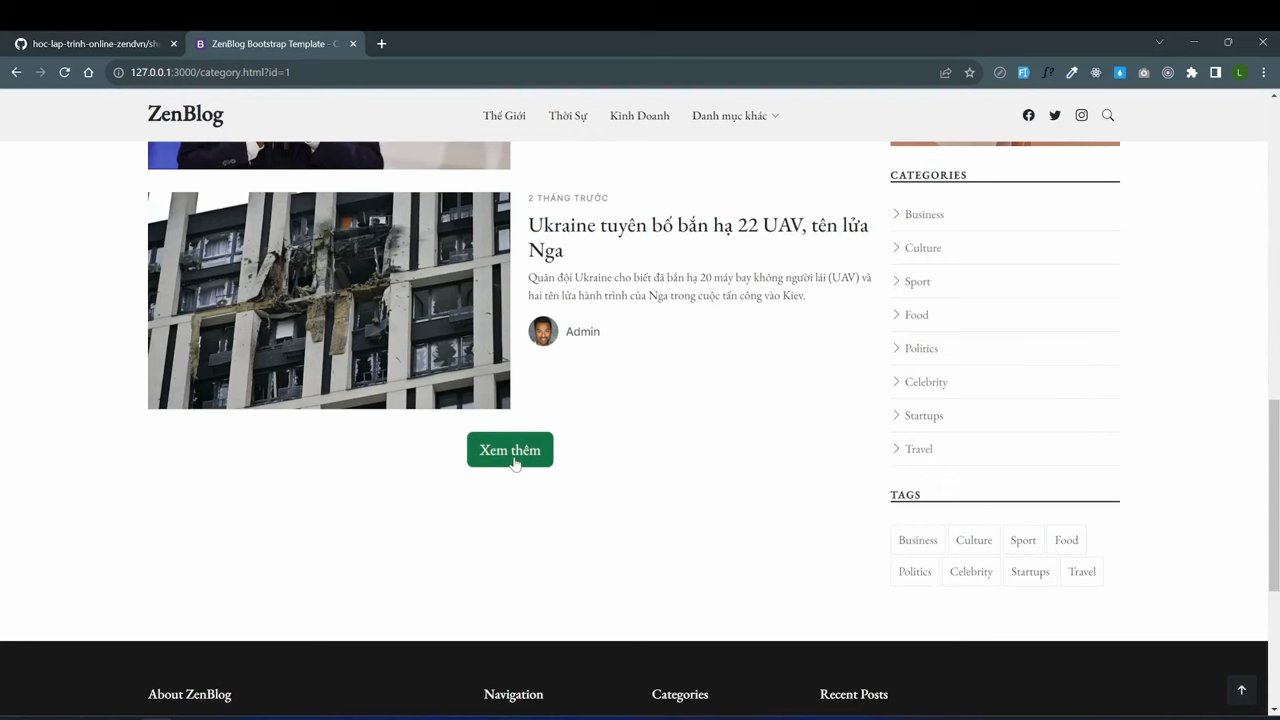 hoc-lap-trinh-online-zendvn/sha
ZenBlog Bootstrap Template - C
127.0.0.1:3000/category.html?id=1
L
ZenBlog
Thế Giới
Thời Sự
Kinh Doanh
Danh mục khác
2 THÁNG TRƯỚC
Ukraine tuyên bố bắn hạ 22 UAV, tên lửa
Nga
Quân đội Ukraine cho biết đã bắn hạ 20 máy bay không người lái (UAV) và
hai tên lửa hành trình của Nga trong cuộc tấn công vào Kiev.
Admin
Xem thêm
CATEGORIES
Business
Culture
Sport
Food
Politics
Celebrity
Startups
Travel
TAGS
Business Culture Sport Food
Politics Celebrity Startups Travel
About ZenBlog
Navigation
Categories
Recent Posts